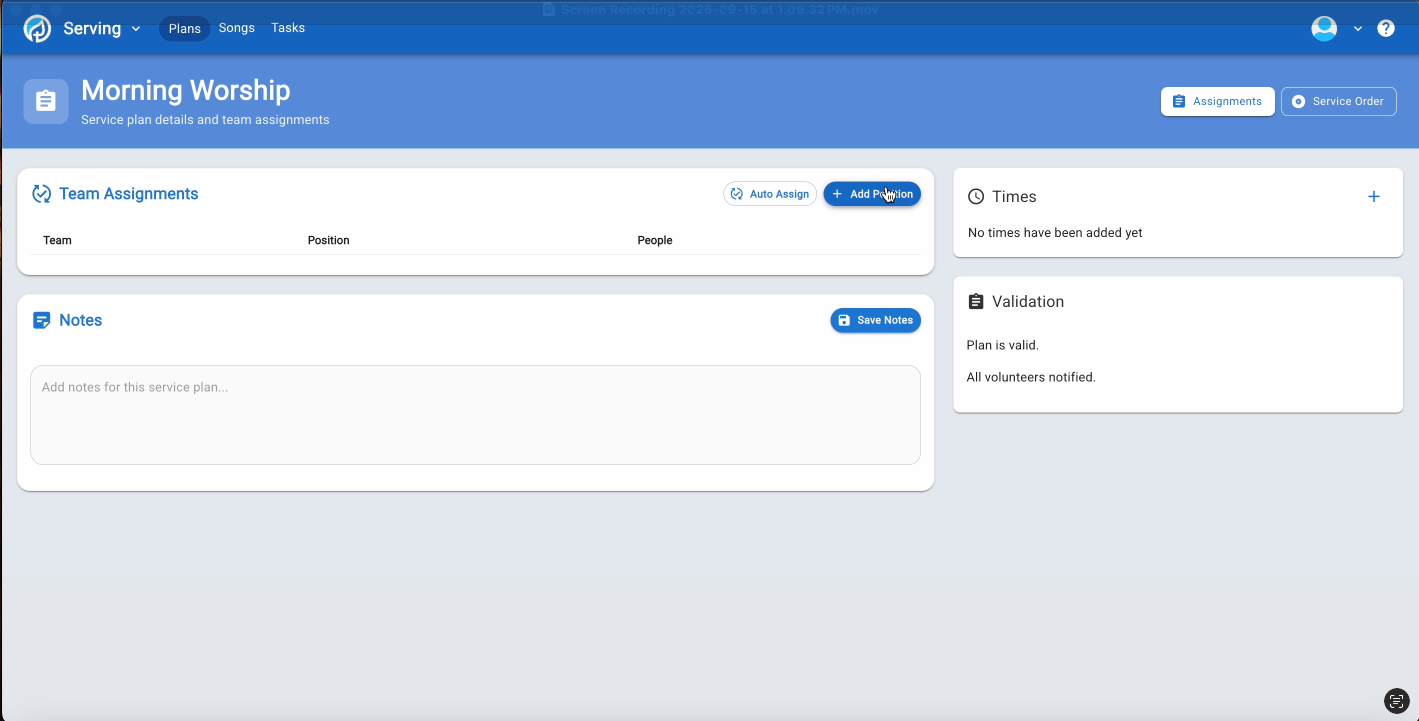 Screen Recording 2025-09-15 at 1.09.32 PM.mov
Serving Plans Songs Tasks
Morning Worship
Service plan details and team assignments
Assignments Service Order
Team Assignments
Auto Assign + Add Position
Team Position People
Notes
Save Notes
Add notes for this service plan...
Times
No times have been added yet
Validation
Plan is valid.
All volunteers notified.